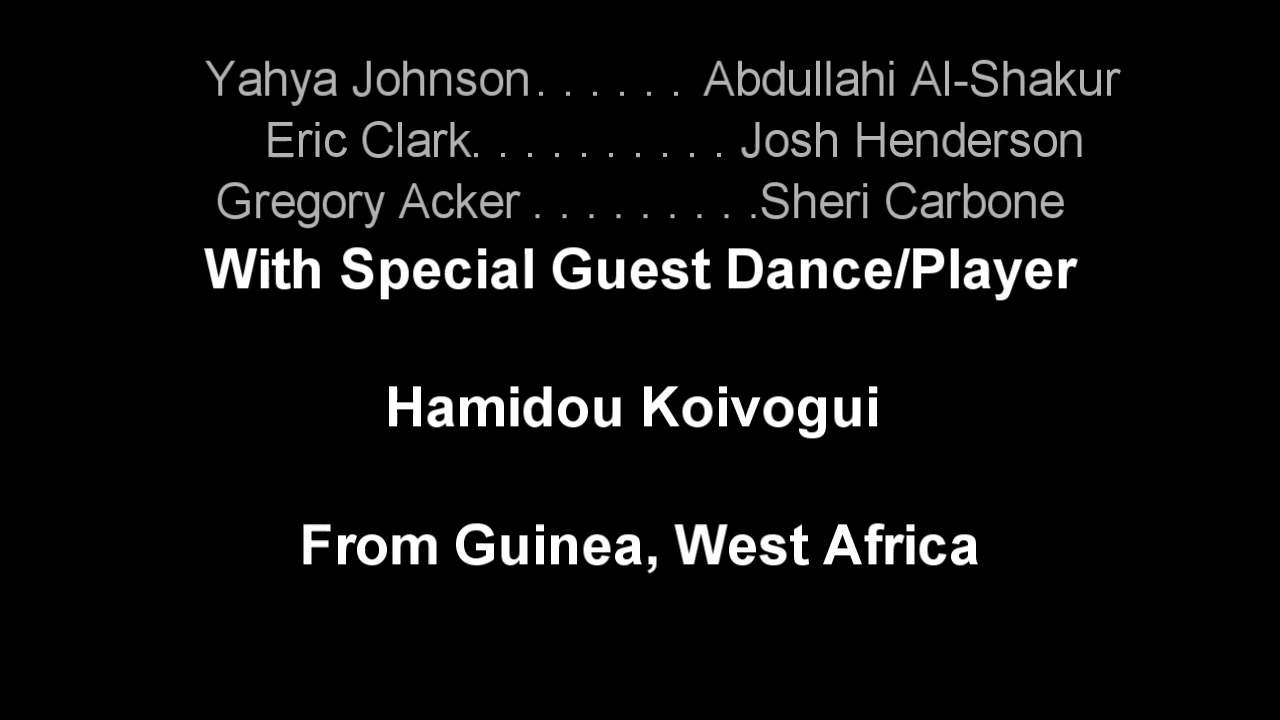 Yahya Johnson. . . . . . Abdullahi Al-Shakur
Eric Clark. . . . . . . . . . Josh Henderson
Gregory Acker . . . . . . . . .Sheri Carbone
With Special Guest Dance/Player
Hamidou Koivogui
From Guinea, West Africa